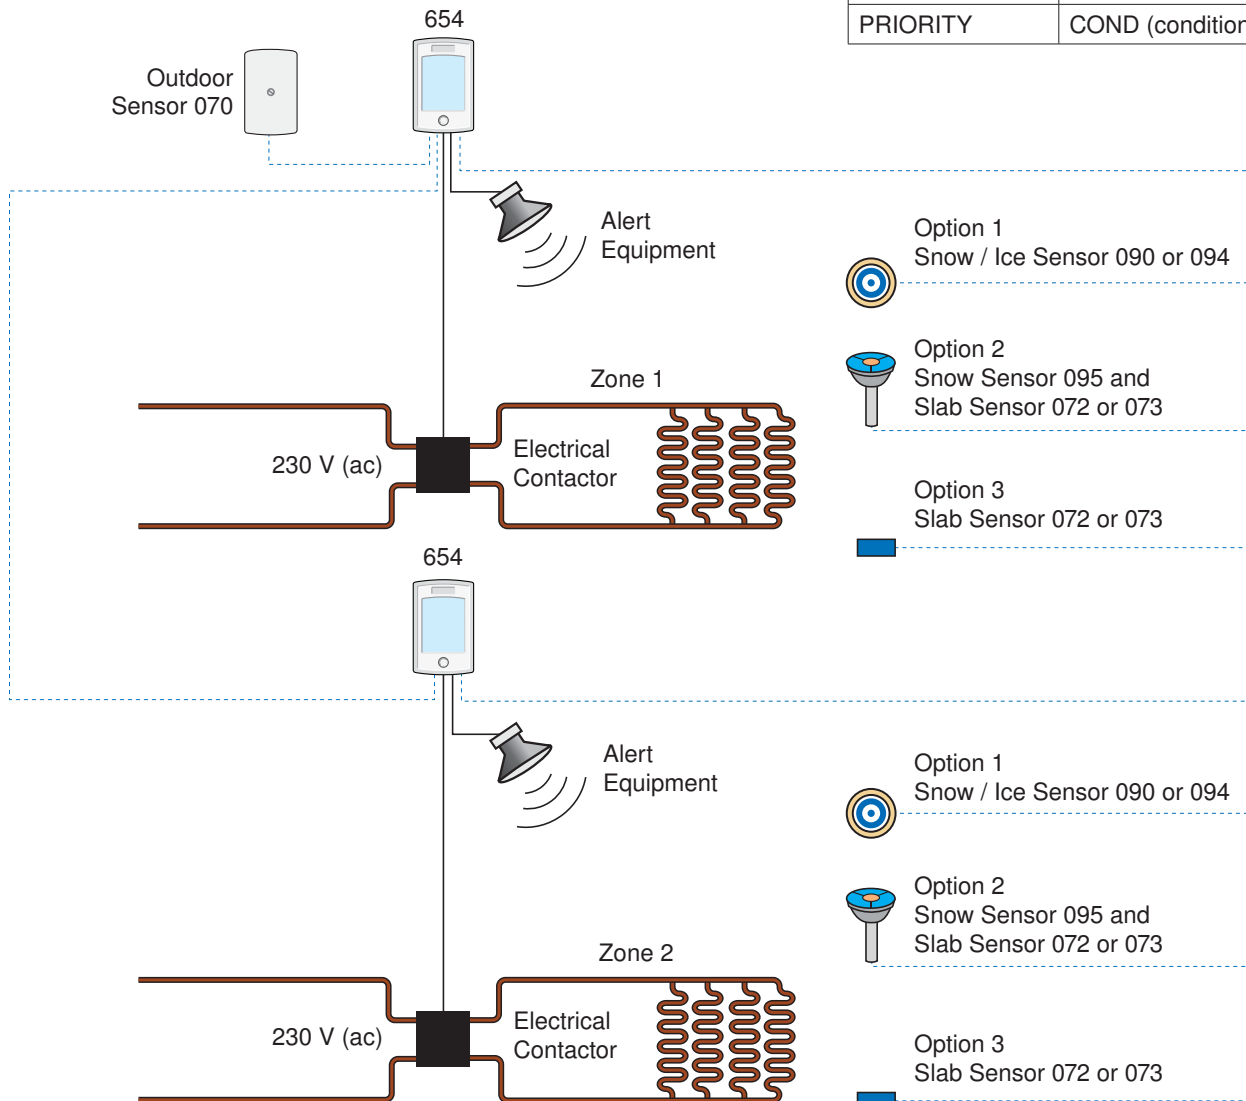 654
PRIORITY
COND (condition
Outdoor
Sensor 070
Alert
Equipment
Option 1
Snow / Ice Sensor 090 or 094
Option 2
Snow Sensor 095 and
Slab Sensor 072 or 073
Zone 1
230 V (ac)
Electrical
Contactor
Option 3
Slab Sensor 072 or 073
654
Alert
Equipment
Option 1
Snow / Ice Sensor 090 or 094
Option 2
Snow Sensor 095 and
Slab Sensor 072 or 073
Zone 2
230 V (ac)
Electrical
Contactor
Option 3
Slab Sensor 072 or 073